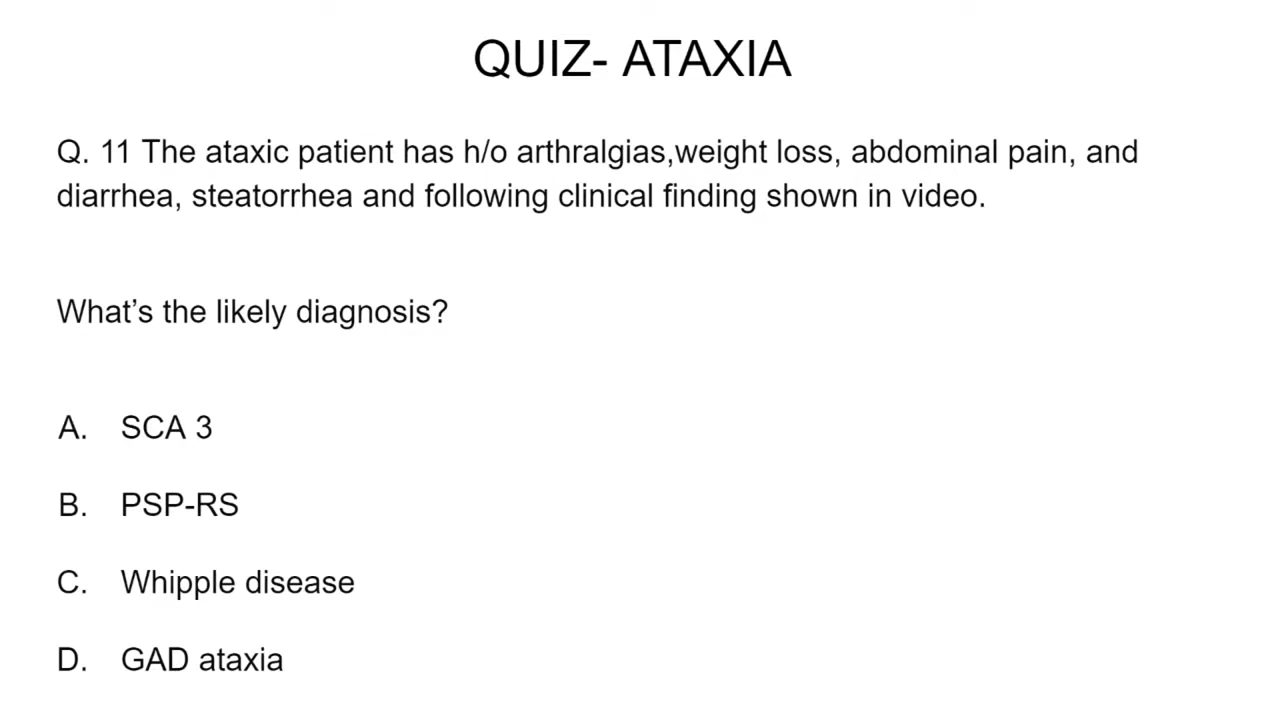 QUIZ- ATAXIA
Q. 11 The ataxic patient has h/o arthralgias,weight loss, abdominal pain, and
diarrhea, steatorrhea and following clinical finding shown in video.
What’s the likely diagnosis?
A. SCA 3
B. PSP-RS
C. Whipple disease
D. GAD ataxia